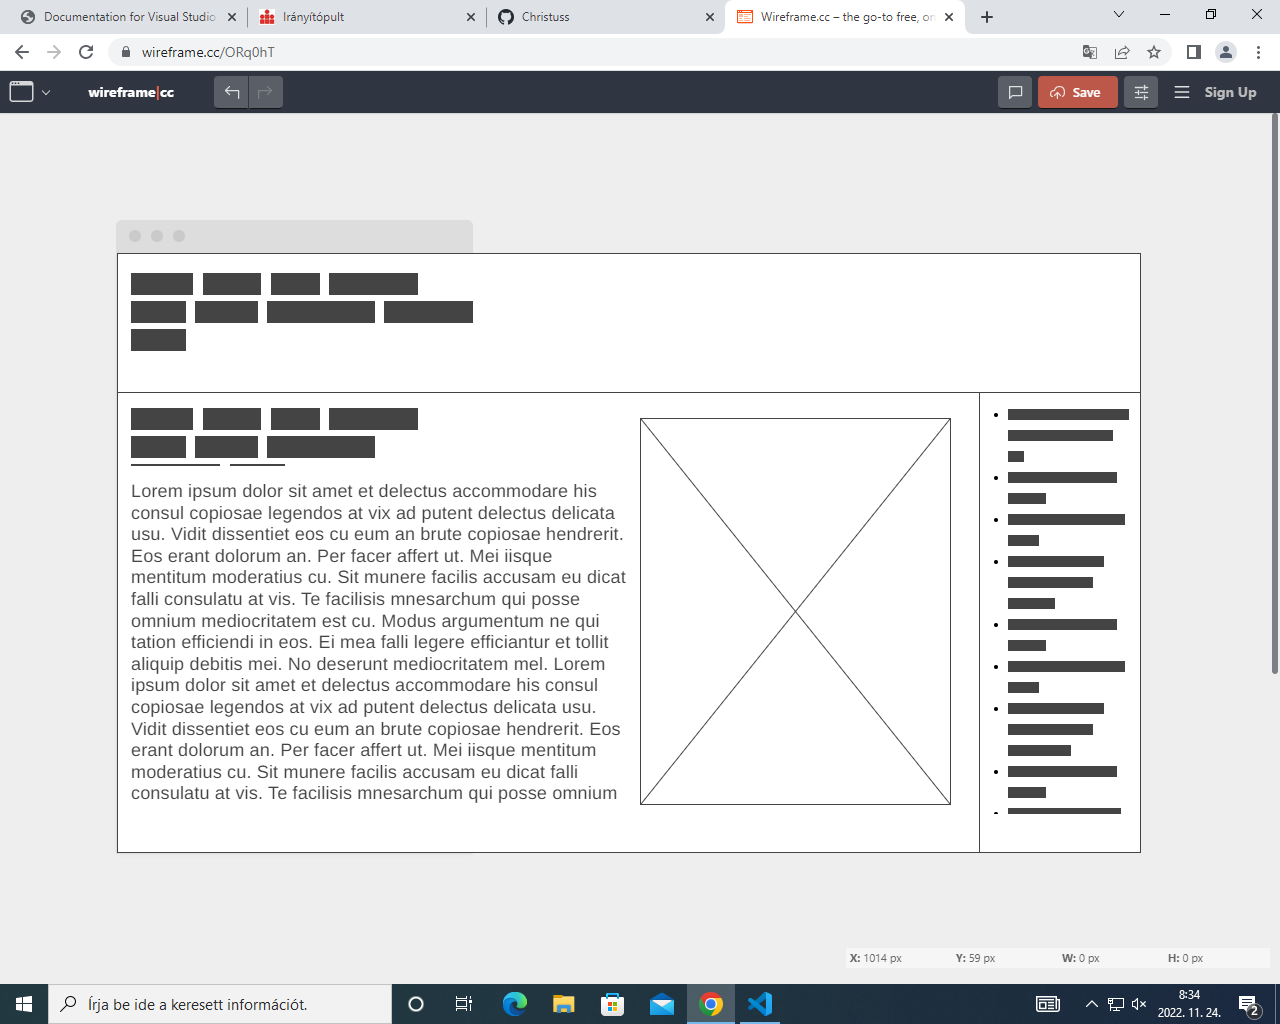 Documentation for Visual Studio
Irányítópult
Christuss
Wireframe.cc – the go-to free, on
wireframe.cc/ORq0hT
wireframe|cc
Save
Sign Up
Lorem ipsum dolor sit amet et delectus accommodare his
consul copiosae legendos at vix ad putent delectus delicata
usu. Vidit dissentiet eos cu eum an brute copiosae hendrerit.
Eos erant dolorum an. Per facer affert ut. Mei iisque
mentitum moderatius cu. Sit munere facilis accusam eu dicat
falli consulatu at vis. Te facilisis mnesarchum qui posse
omnium mediocritatem est cu. Modus argumentum ne qui
tation efficiendi in eos. Ei mea falli legere efficiantur et tollit
aliquip debitis mei. No deserunt mediocritatem mel. Lorem
ipsum dolor sit amet et delectus accommodare his consul
copiosae legendos at vix ad putent delectus delicata usu.
Vidit dissentiet eos cu eum an brute copiosae hendrerit. Eos
erant dolorum an. Per facer affert ut. Mei iisque mentitum
moderatius cu. Sit munere facilis accusam eu dicat falli
consulatu at vis. Te facilisis mnesarchum qui posse omnium
X: 1014 px Y: 59 px W: 0 px H: 0 px
Írja be ide a keresett információt.
8:34
2022. 11. 24.
2